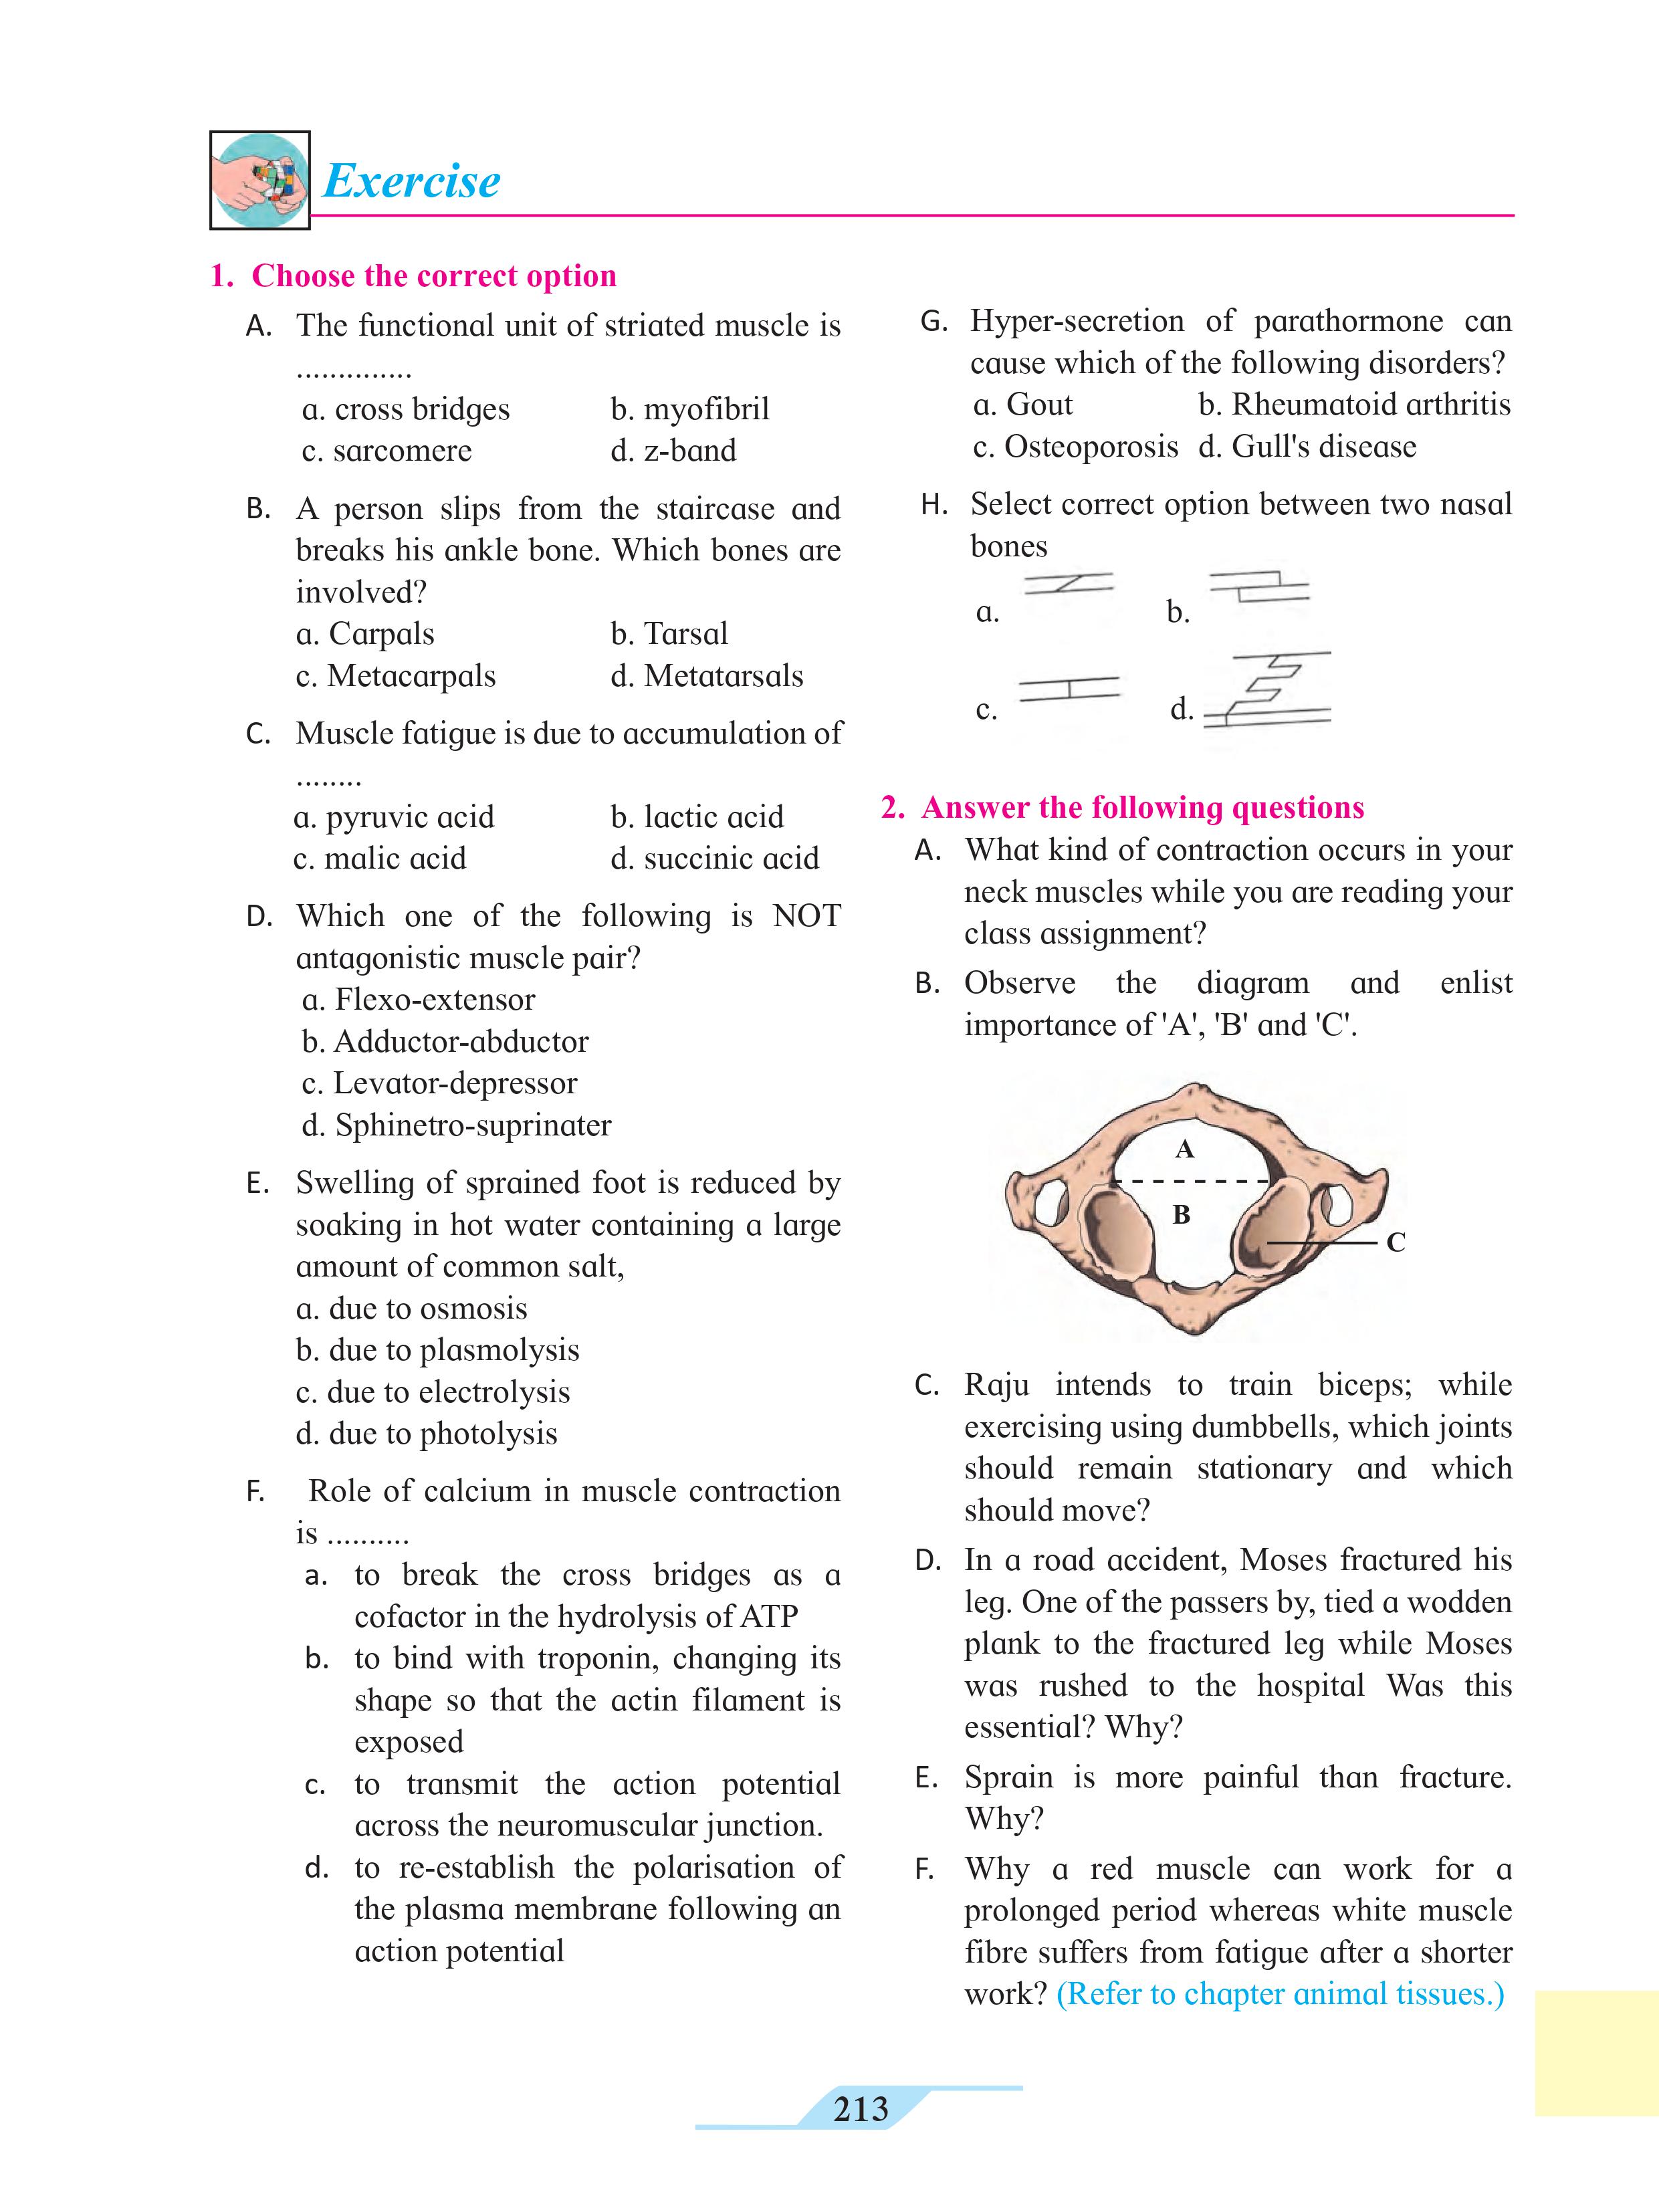 Exercise
1. Choose the correct option
A. The functional unit of striated muscle is
..............
a. cross bridges b. myofibril
c. sarcomere d. z-band
B. A person slips from the staircase and
breaks his ankle bone. Which bones are
involved?
a. Carpals b. Tarsal
c. Metacarpals d. Metatarsals
C. Muscle fatigue is due to accumulation of
........
a. pyruvic acid b. lactic acid
c. malic acid d. succinic acid
D. Which one of the following is NOT
antagonistic muscle pair?
a. Flexo-extensor
b. Adductor-abductor
c. Levator-depressor
d. Sphinetro-suprinater
E. Swelling of sprained foot is reduced by
soaking in hot water containing a large
amount of common salt,
a. due to osmosis
b. due to plasmolysis
c. due to electrolysis
d. due to photolysis
F. Role of calcium in muscle contraction
is ..........
a. to break the cross bridges as a
cofactor in the hydrolysis of ATP
b. to bind with troponin, changing its
shape so that the actin filament is
exposed
c. to transmit the action potential
across the neuromuscular junction.
d. to re-establish the polarisation of
the plasma membrane following an
action potential
G. Hyper-secretion of parathormone can
cause which of the following disorders?
a. Gout b. Rheumatoid arthritis
c. Osteoporosis d. Gull's disease
H. Select correct option between two nasal
bones
a. b.
c. d.
2. Answer the following questions
A. What kind of contraction occurs in your
neck muscles while you are reading your
class assignment?
B. Observe the diagram and enlist
importance of 'A', 'B' and 'C'.
A
B
C
C. Raju intends to train biceps; while
exercising using dumbbells, which joints
should remain stationary and which
should move?
D. In a road accident, Moses fractured his
leg. One of the passers by, tied a wodden
plank to the fractured leg while Moses
was rushed to the hospital Was this
essential? Why?
E. Sprain is more painful than fracture.
Why?
F. Why a red muscle can work for a
prolonged period whereas white muscle
fibre suffers from fatigue after a shorter
work? (Refer to chapter animal tissues.)
213